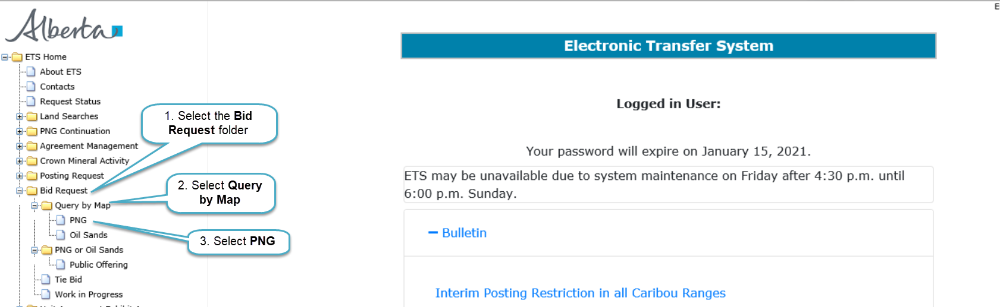 E
Alberta
ETS Home
About ETS
Contacts
Request Status
Land Searches
PNG Continuation
Agreement Management
Crown Mineral Activity
Posting Request
Bid Request
Query by Map
PNG
Oil Sands
PNG or Oil Sands
Public Offering
Tie Bid
Work in Progress
1. Select the Bid
Request folder
2. Select Query
by Map
3. Select PNG
Electronic Transfer System
Logged in User:
Your password will expire on January 15, 2021.
ETS may be unavailable due to system maintenance on Friday after 4:30 p.m. until
6:00 p.m. Sunday.
Bulletin
Interim Posting Restriction in all Caribou Ranges